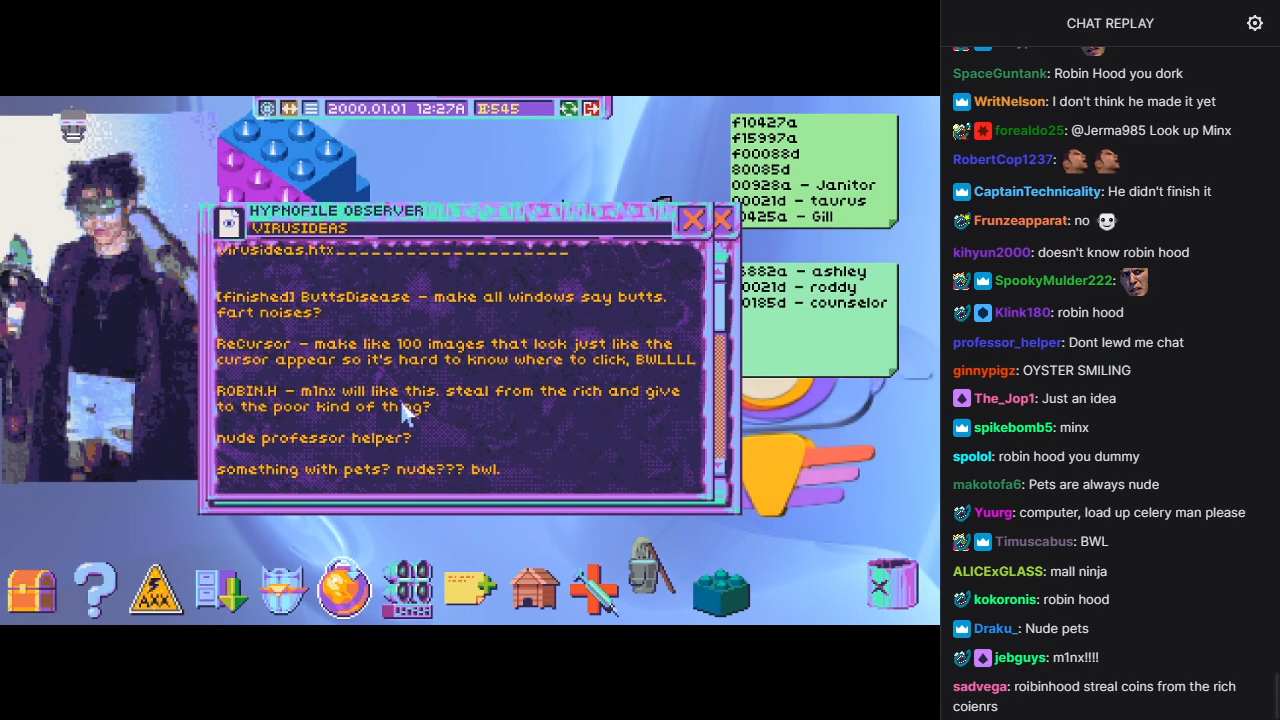 2000.01.01 12:27A
545
HYPNOFILE OBSERVER
VIRUSIDEAS
virusideas.htx
[finished] ButtsDisease - make all windows say butts.
fart noises?
ReCursor - make like 100 images that look just like the
cursor appear so it's hard to know where to click, BWLLLL
ROBIN.H - m1nx will like this. steal from the rich and give
to the poor kind of thing?
nude professor helper?
something with pets? nude??? bwl.
f10427a
f15997a
f00088d
80085d
00928a - Janitor
00021d - taurus
0425a - Gill
6882a - ashley
0021d - roddy
0185d - counselor
AXX
CHAT REPLAY
SpaceGuntank: Robin Hood you dork
WritNelson: I don't think he made it yet
forealdo25: @Jerma985 Look up Minx
RobertCop1237:
CaptainTechnicality: He didn't finish it
Frunzeapparat: no
kihyun2000: doesn't know robin hood
SpookyMulder222:
Klink180: robin hood
professor_helper: Dont lewd me chat
ginnypigz: OYSTER SMILING
The_Jop1: Just an idea
spikebomb5: minx
spolol: robin hood you dummy
makotofa6: Pets are always nude
Yuurg: computer, load up celery man please
Timuscabus: BWL
ALICExGLASS: mall ninja
kokoronis: robin hood
Draku_: Nude pets
jebguys: m1nx!!!!
sadvega: roibinhood streal coins from the rich
coienrs